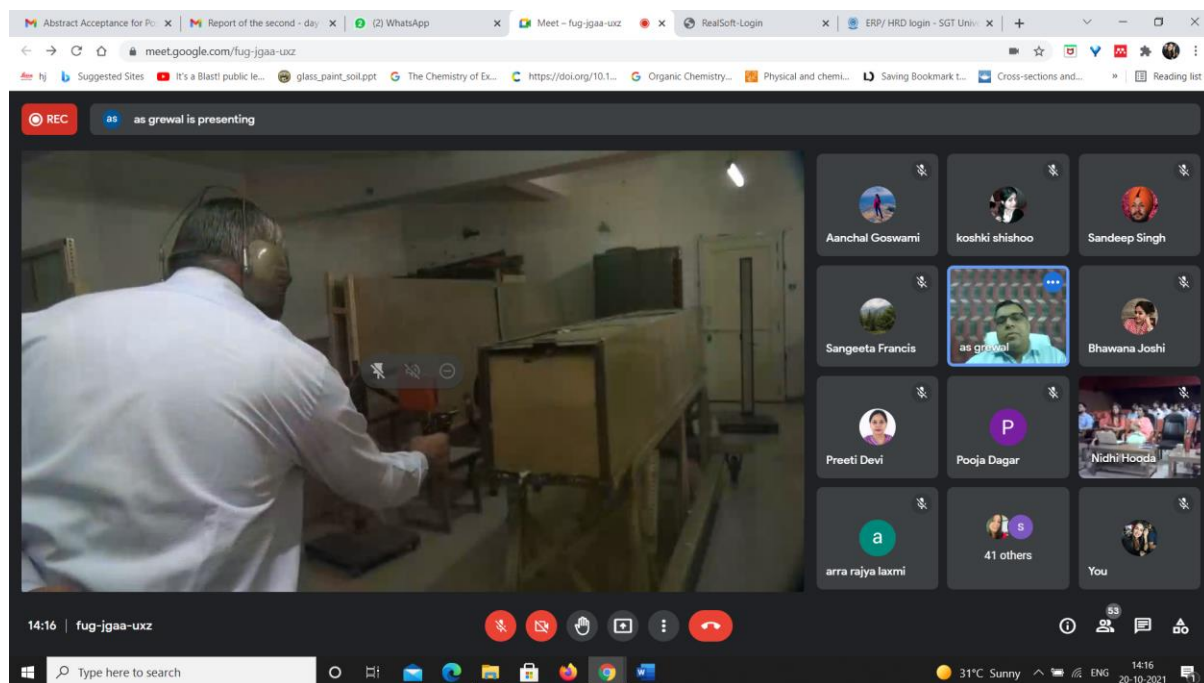 Abstract Acceptance for Po
Report of the second - day
(2) WhatsApp
Meet – fug-jgaa-uxz
RealSoft-Login
ERP/ HRD login - SGT Univ
meet.google.com/fug-jgaa-uxz
hj
Suggested Sites
It's a Blast! public le...
glass_paint_soil.ppt
The Chemistry of Ex...
https://doi.org/10.1...
Organic Chemistry...
Physical and chemi...
Saving Bookmark t...
Cross-sections and...
»
Reading list
REC
as
as grewal is presenting
Aanchal Goswami
koshki shishoo
Sandeep Singh
Sangeeta Francis
as grewal
Bhawana Joshi
Preeti Devi
P
Pooja Dagar
Nidhi Hooda
a
arra rajya laxmi
s
41 others
You
14:16 | fug-jgaa-uxz
53
Type here to search
31°C Sunny
ENG
14:16
20-10-2021